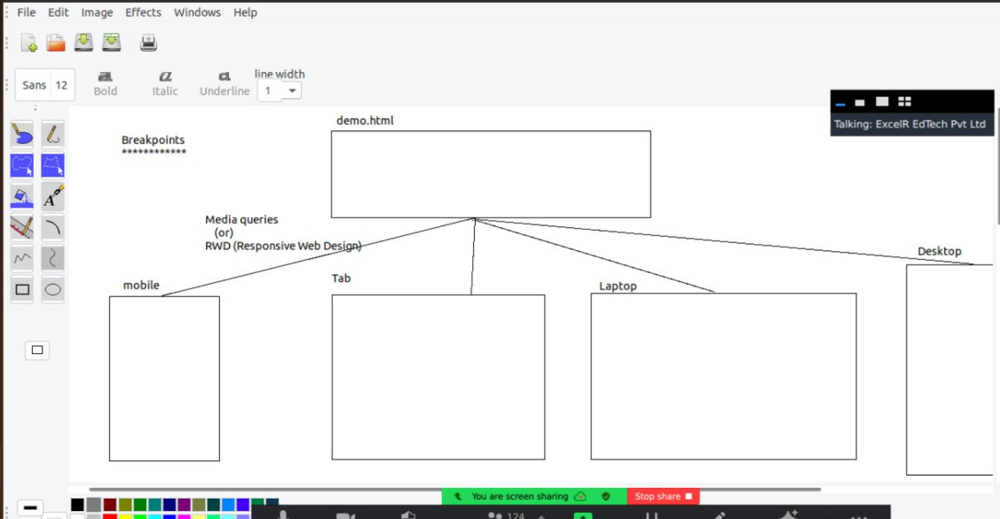 File Edit Image Effects Windows Help
Sans 12
Bold Italic Underline
line width
1
Talking: ExcelR EdTech Pvt Ltd
demo.html
Breakpoints
************
Media queries
(or)
RWD (Responsive Web Design)
Desktop
mobile
Tab
Laptop
You are screen sharing
Stop share
124